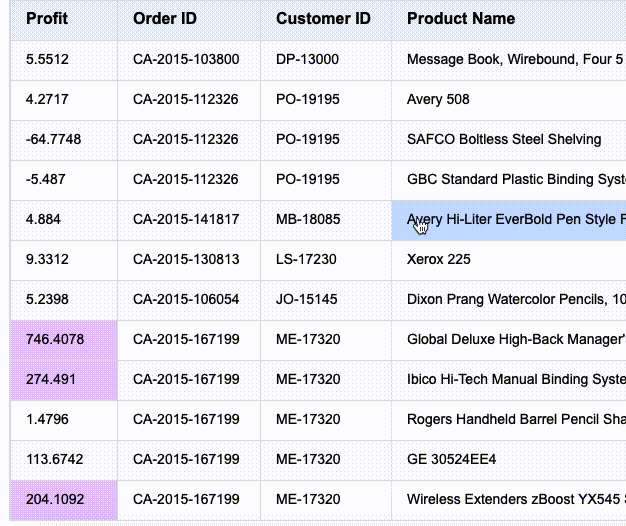 Profit Order ID Customer ID Product Name
5.5512 CA-2015-103800 DP-13000 Message Book, Wirebound, Four 5
4.2717 CA-2015-112326 PO-19195 Avery 508
-64.7748 CA-2015-112326 PO-19195 SAFCO Boltless Steel Shelving
-5.487 CA-2015-112326 PO-19195 GBC Standard Plastic Binding Syst
4.884 CA-2015-141817 MB-18085 Avery Hi-Liter EverBold Pen Style F
9.3312 CA-2015-130813 LS-17230 Xerox 225
5.2398 CA-2015-106054 JO-15145 Dixon Prang Watercolor Pencils, 10
746.4078 CA-2015-167199 ME-17320 Global Deluxe High-Back Manager'
274.491 CA-2015-167199 ME-17320 Ibico Hi-Tech Manual Binding Syste
1.4796 CA-2015-167199 ME-17320 Rogers Handheld Barrel Pencil Sha
113.6742 CA-2015-167199 ME-17320 GE 30524EE4
204.1092 CA-2015-167199 ME-17320 Wireless Extenders zBoost YX545 S